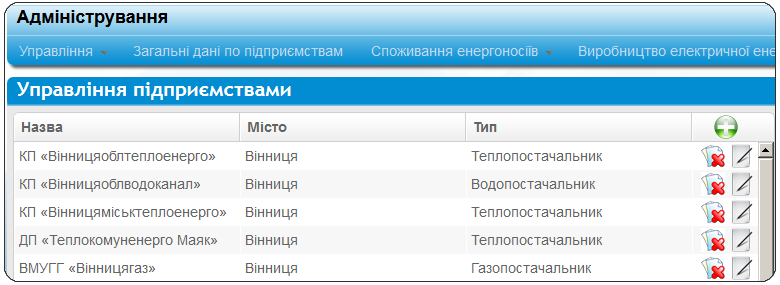 Адміністрування
Управління Загальні дані по підприємствам Споживання енергоносіїв Виробництво електричної ене
Управління підприємствами
Назва Місто Тип
КП «Вінницяоблтеплоенерго» Вінниця Теплопостачальник
КП «Вінницяоблводоканал» Вінниця Водопостачальник
КП «Вінницяміськтеплоенерго» Вінниця Теплопостачальник
ДП «Теплокомуненерго Маяк» Вінниця Теплопостачальник
ВМУГГ «Вінницягаз» Вінниця Газопостачальник